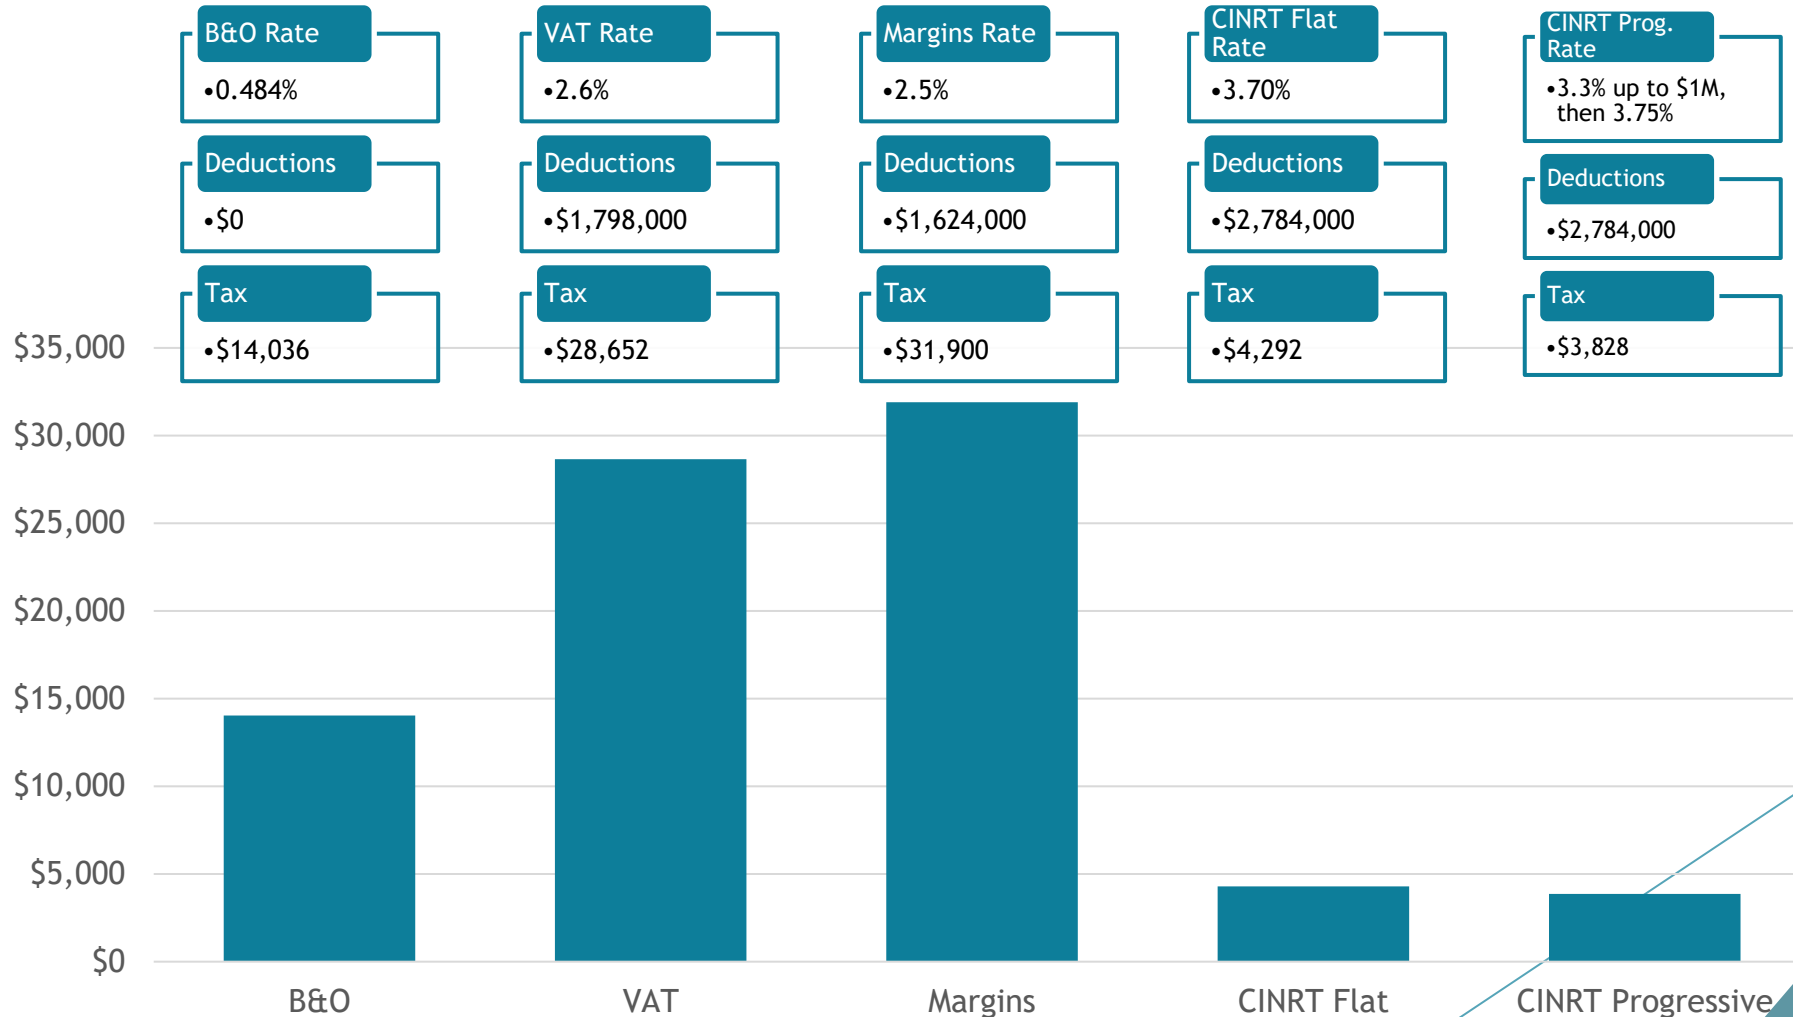 B&O Rate
•0.484%
Deductions
•$0
Tax
•$14,036
VAT Rate
•2.6%
Deductions
•$1,798,000
Tax
•$28,652
Margins Rate
•2.5%
Deductions
•$1,624,000
Tax
•$31,900
CINRT Flat
Rate
•3.70%
Deductions
•$2,784,000
Tax
•$4,292
CINRT Prog.
Rate
•3.3% up to $1M,
then 3.75%
Deductions
•$2,784,000
Tax
•$3,828
$35,000
$30,000
$25,000
$20,000
$15,000
$10,000
$5,000
$0
B&O
VAT
Margins
CINRT Flat
CINRT Progressive